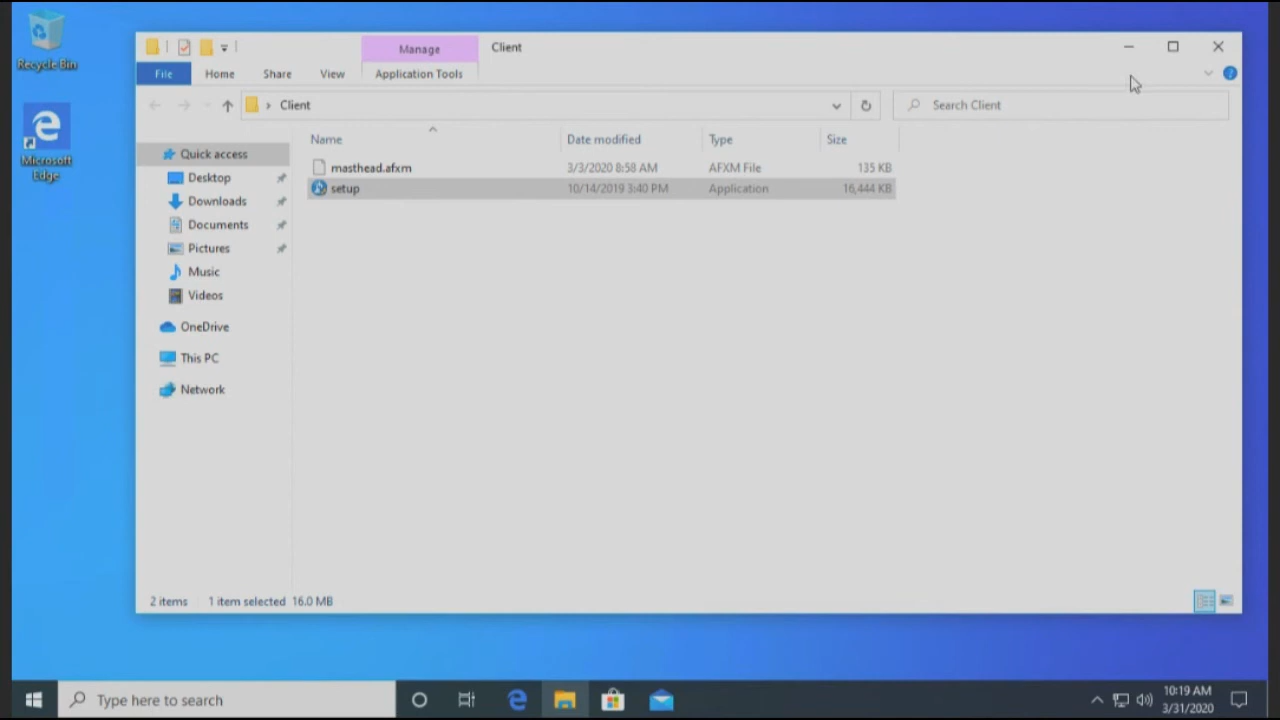 Recycle Bin
Microsoft Edge
Manage
Client
File
Home
Share
View
Application Tools
Client
Search Client
Name
Date modified
Type
Size
Quick access
Desktop
Downloads
Documents
Pictures
Music
Videos
OneDrive
This PC
Network
masthead.afxm 3/3/2020 8:58 AM AFXM File 135 KB
setup 10/14/2019 3:40 PM Application 16,444 KB
2 items 1 item selected 16.0 MB
Type here to search
10:19 AM
3/31/2020